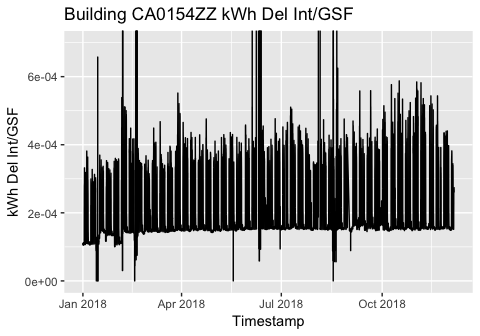 Building CA0154ZZ kWh Del Int/GSF
kWh Del Int/GSF
6e-04
4e-04
2e-04
0e+00
Jan 2018 Apr 2018 Jul 2018 Oct 2018
Timestamp